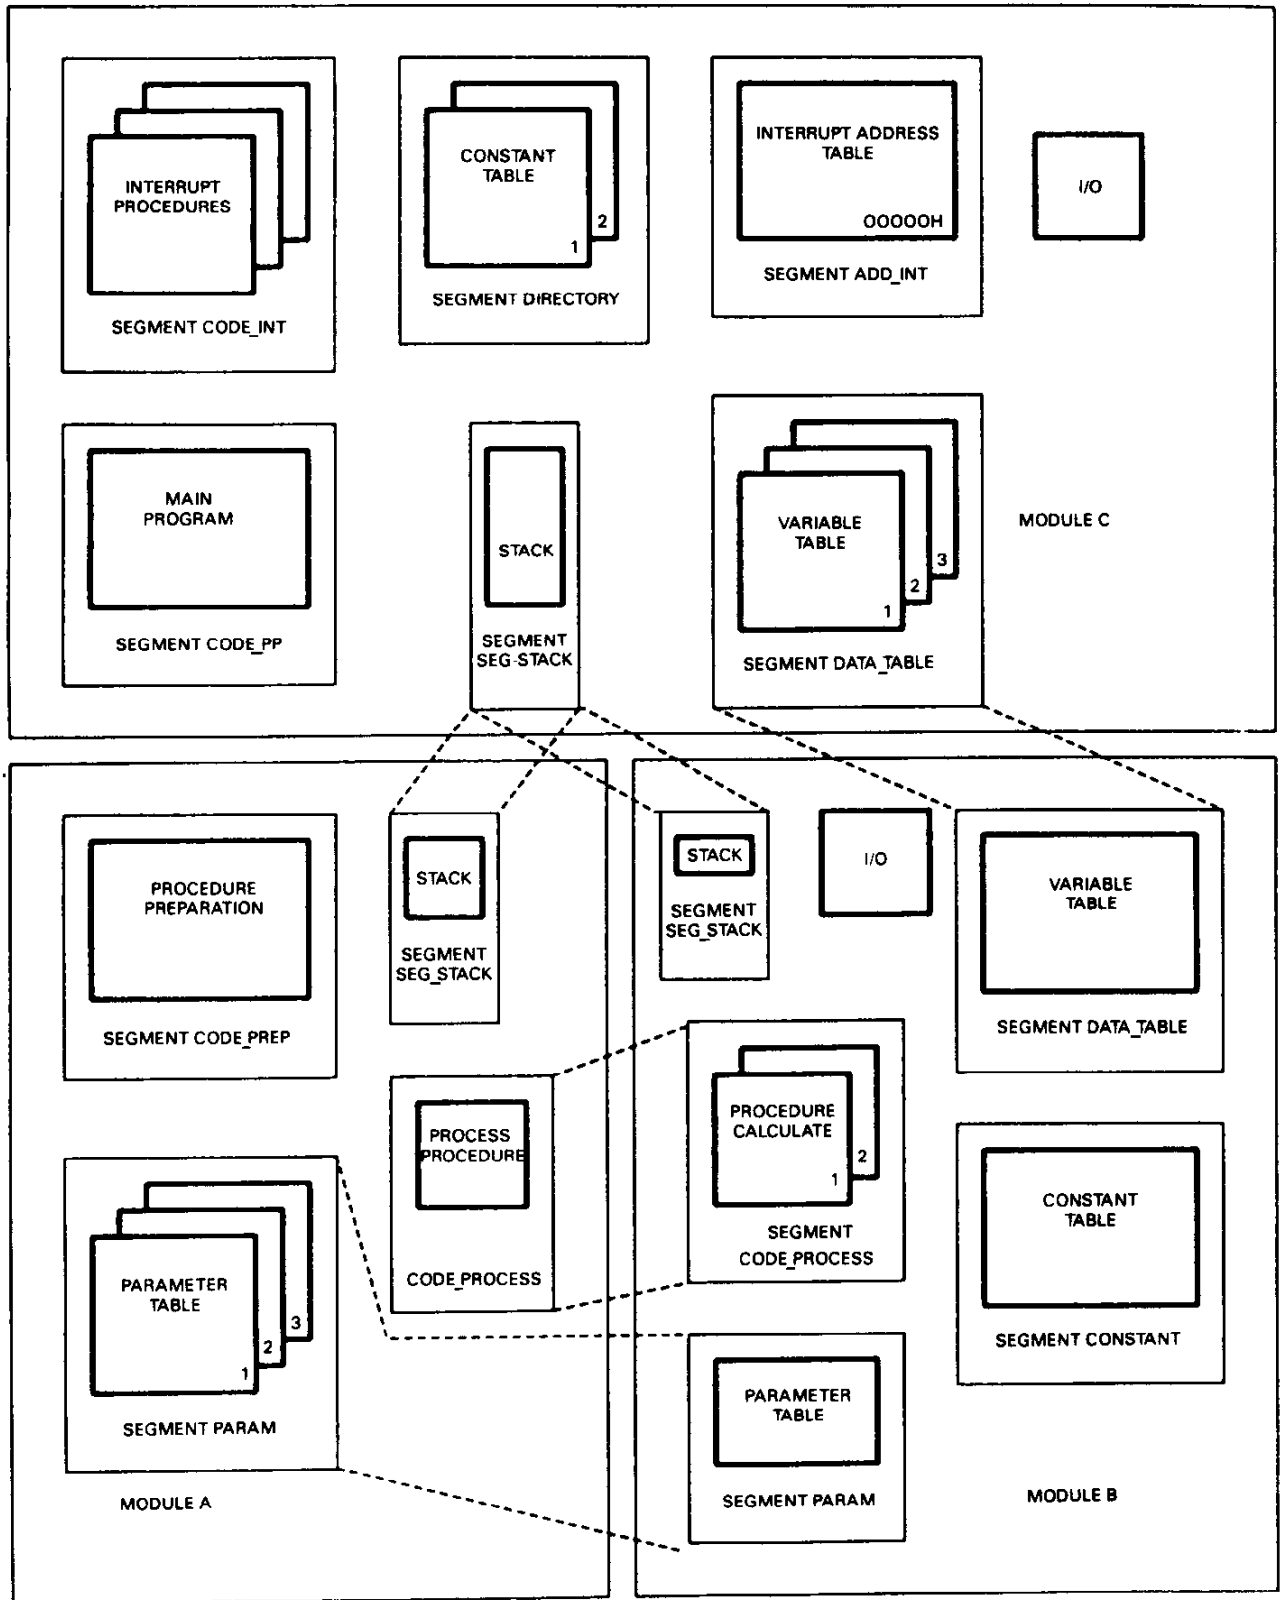 INTERRUPT
PROCEDURES
SEGMENT CODE_INT
CONSTANT
TABLE
2
1
SEGMENT DIRECTORY
INTERRUPT ADDRESS
TABLE
OOOOOH
SEGMENT ADD_INT
I/O
MAIN
PROGRAM
SEGMENT CODE_PP
STACK
SEGMENT
SEG-STACK
VARIABLE
TABLE
3
2
1
SEGMENT DATA_TABLE
MODULE C
PROCEDURE
PREPARATION
SEGMENT CODE_PREP
STACK
SEGMENT
SEG_STACK
PROCESS
PROCEDURE
CODE_PROCESS
PARAMETER
TABLE
3
2
1
SEGMENT PARAM
MODULE A
STACK
SEGMENT
SEG_STACK
I/O
VARIABLE
TABLE
SEGMENT DATA_TABLE
PROCEDURE
CALCULATE
2
1
SEGMENT
CODE_PROCESS
CONSTANT
TABLE
SEGMENT CONSTANT
PARAMETER
TABLE
SEGMENT PARAM
MODULE B